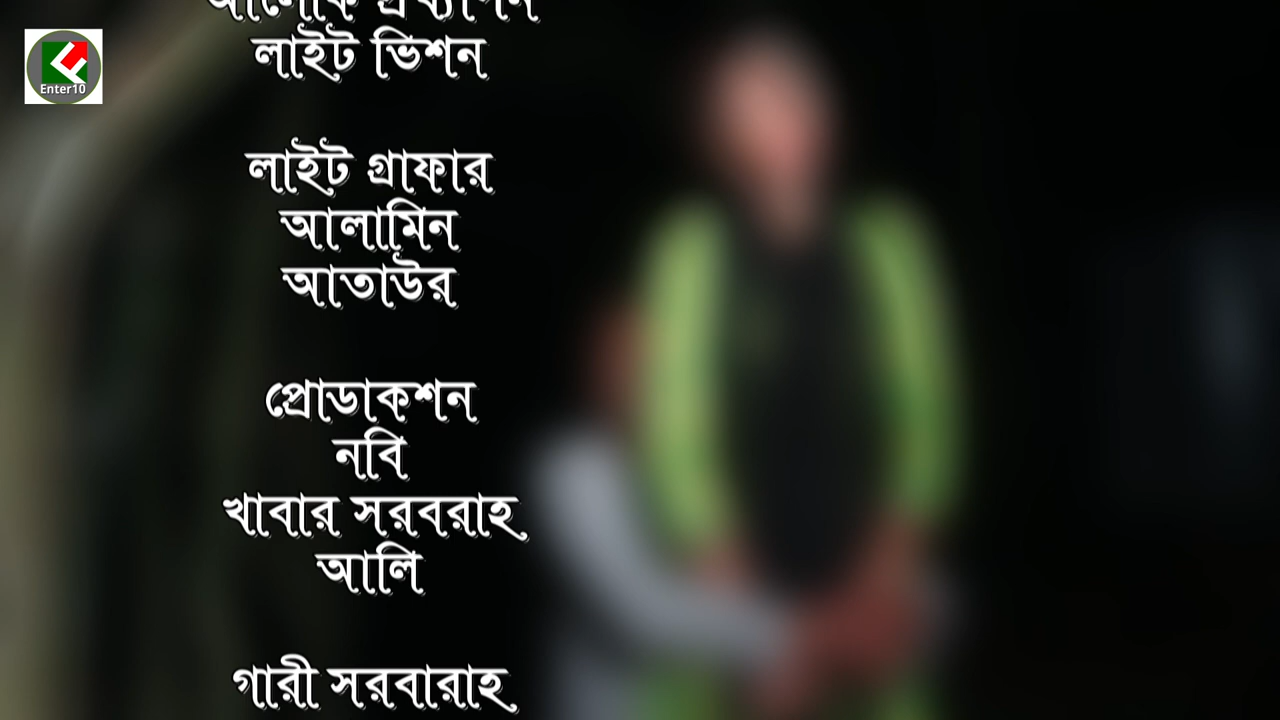 Enter10
লাইট ভিশন
লাইট গ্রাফার
আলামিন
আতাউর
প্রোডাকশন
নবি
খাবার সরবরাহ
আলি
গারী সরবারাহ